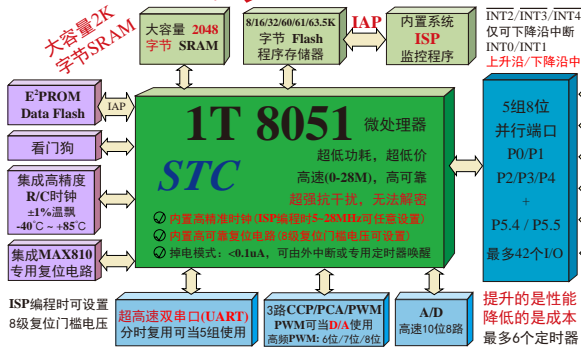 大容量2K
字节SRAM
大容量 2048
字节 SRAM
8/16/32/60/61/63.5K
字节 Flash
程序存储器
IAP
内置系统
ISP
监控程序
INT2/INT3/INT4
仅可下降沿中断
INT0/INT1
上升沿/下降沿中
E²PROM
Data Flash
IAP
看门狗
集成高精度
R/C时钟
±1%温飘
-40℃~+85℃
集成MAX810
专用复位电路
1T 8051 微处理器
STC
超低功耗，超低价
高速(0-28M)，高可靠
超强抗干扰，无法解密
内置高精准时钟(ISP编程时5-28MHz可任意设置)
内置高可靠复位电路(8级复位门槛电压可设置)
掉电模式：<0.1uA，可由外中断或专用定时器唤醒
5组8位
并行端口
P0/P1
P2/P3/P4
+
P5.4 / P5.5
最多42个I/O
ISP编程时可设置
8级复位门槛电压
超高速双串口(UART)
分时复用可当5组使用
3路CCP/PCA/PWM
PWM可当D/A使用
高频PWM: 6位/7位/8位
A/D
高速10位8路
提升的是性能
降低的是成本
最多6个定时器